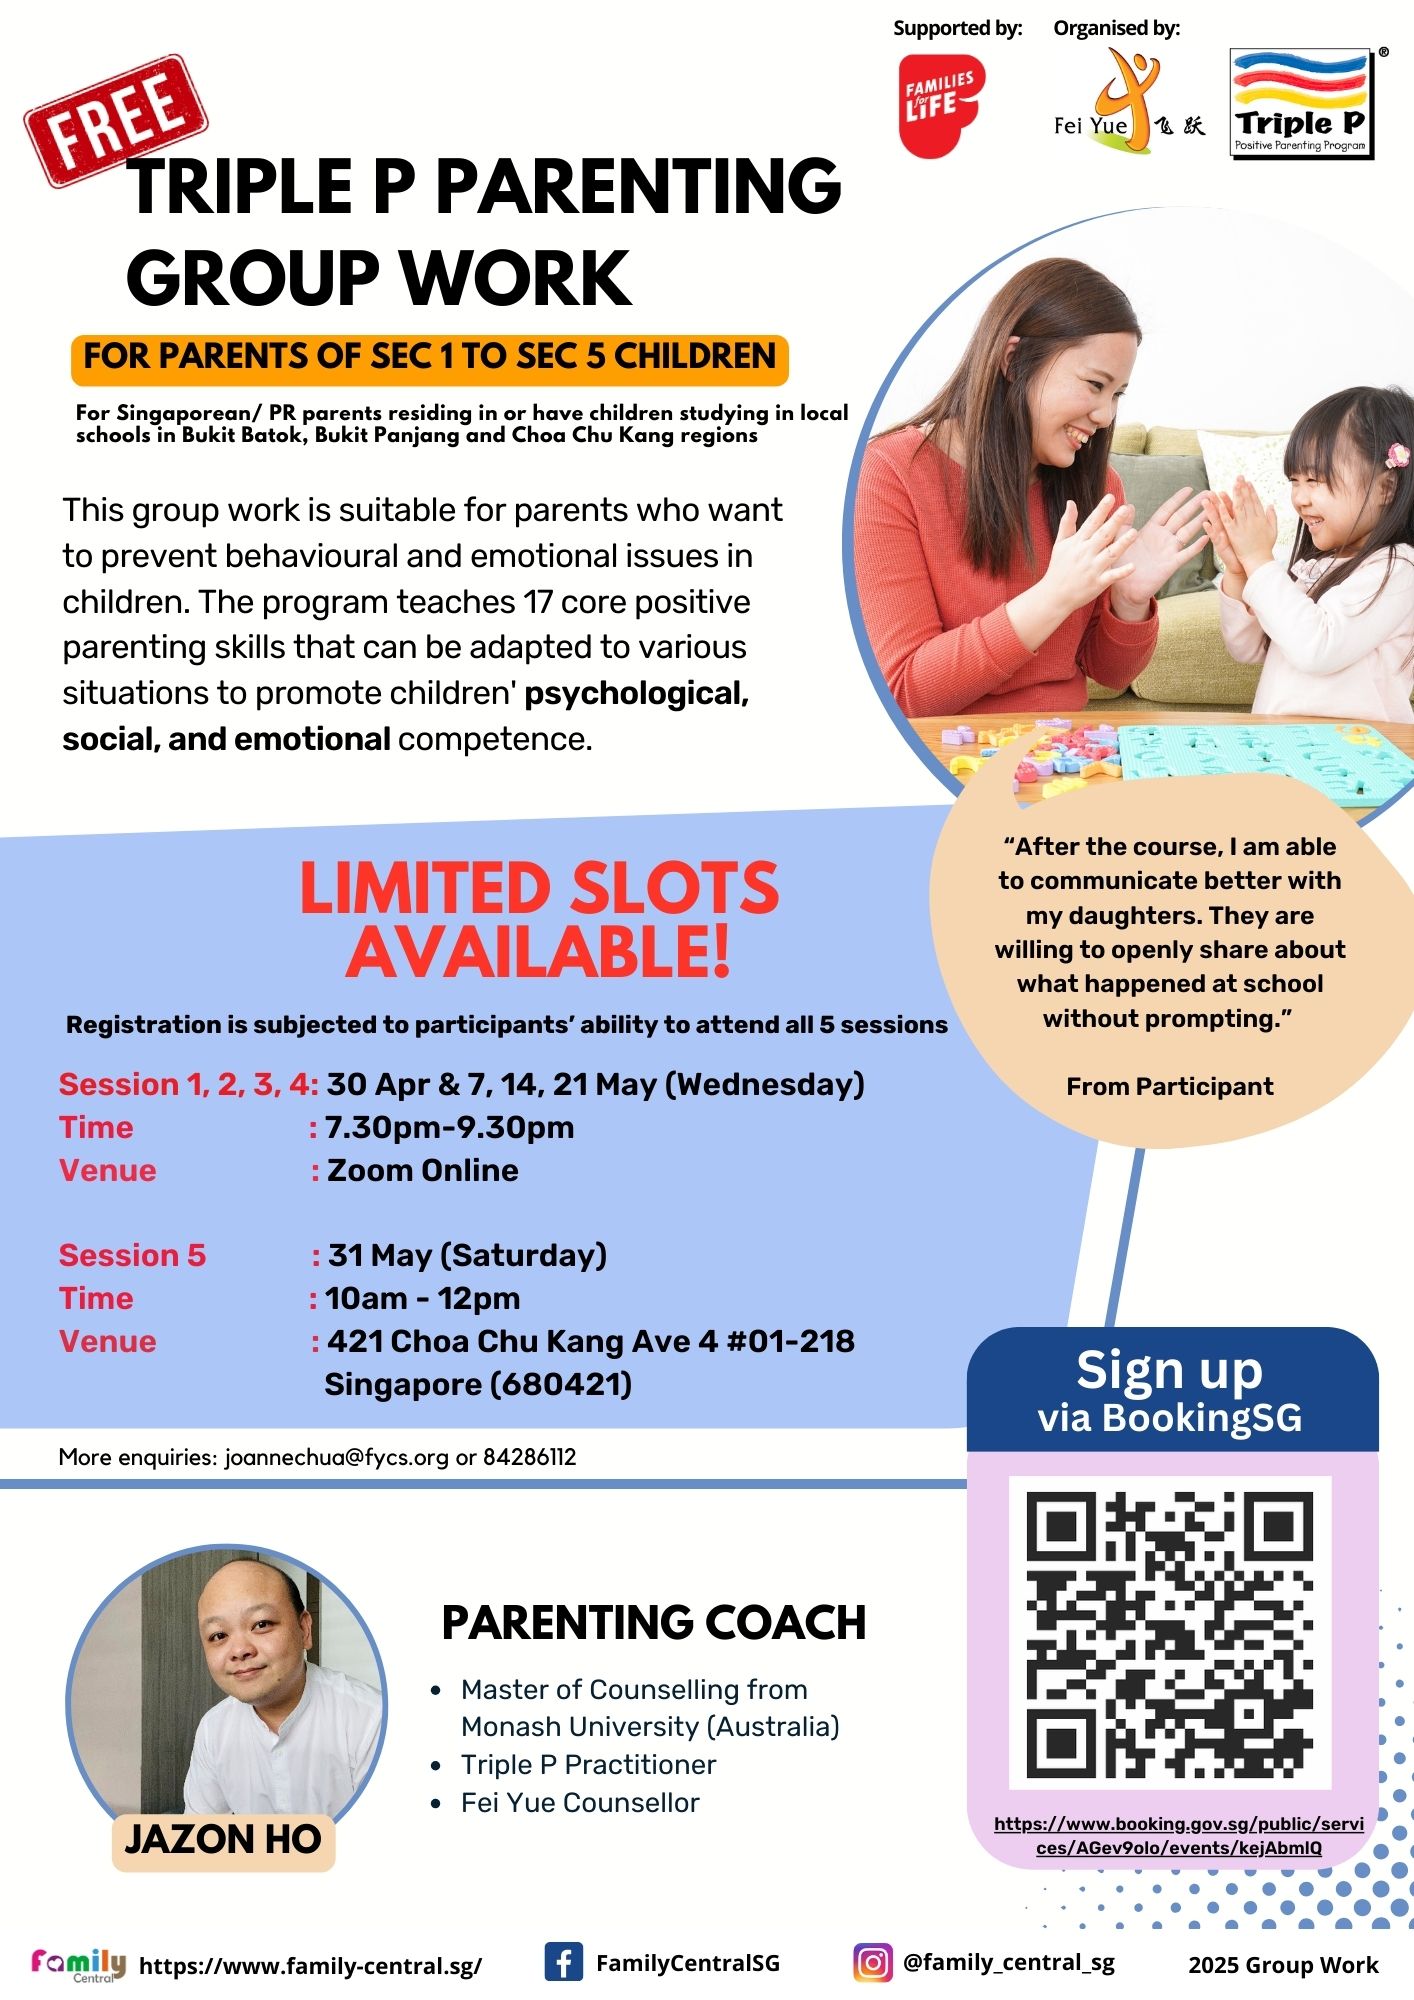 Supported by:
Organised by:
FAMILIES
for
LIFE
Fei Yue 飞跃
®
Triple P
Positive Parenting Program
FREE
TRIPLE P PARENTING
GROUP WORK
FOR PARENTS OF SEC 1 TO SEC 5 CHILDREN
For Singaporean/ PR parents residing in or have children studying in local
schools in Bukit Batok, Bukit Panjang and Choa Chu Kang regions
This group work is suitable for parents who want
to prevent behavioural and emotional issues in
children. The program teaches 17 core positive
parenting skills that can be adapted to various
situations to promote children' psychological,
social, and emotional competence.
“After the course, I am able
to communicate better with
my daughters. They are
willing to openly share about
what happened at school
without prompting.”
From Participant
LIMITED SLOTS
AVAILABLE!
Registration is subjected to participants’ ability to attend all 5 sessions
Session 1, 2, 3, 4: 30 Apr & 7, 14, 21 May (Wednesday)
Time : 7.30pm-9.30pm
Venue : Zoom Online
Session 5 : 31 May (Saturday)
Time : 10am - 12pm
Venue : 421 Choa Chu Kang Ave 4 #01-218
Singapore (680421)
More enquiries: joannechua@fycs.org or 84286112
Sign up
via BookingSG
https://www.booking.gov.sg/public/servi
ces/AGev9olo/events/kejAbmlQ
PARENTING COACH
• Master of Counselling from
Monash University (Australia)
• Triple P Practitioner
• Fei Yue Counsellor
JAZON HO
Family
Central
https://www.family-central.sg/
FamilyCentralSG
@family_central_sg
2025 Group Work